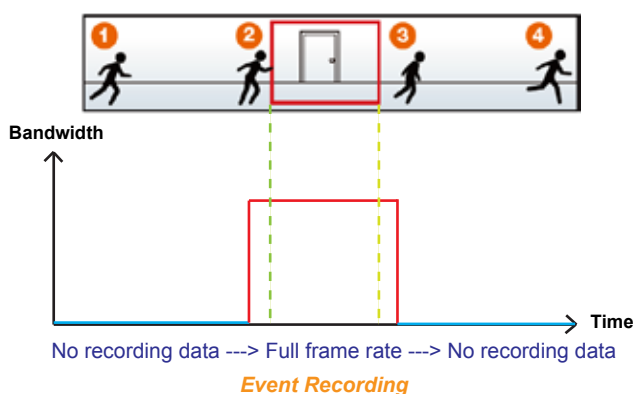 1 2 3 4
Bandwidth
Time
No recording data ---> Full frame rate ---> No recording data
Event Recording